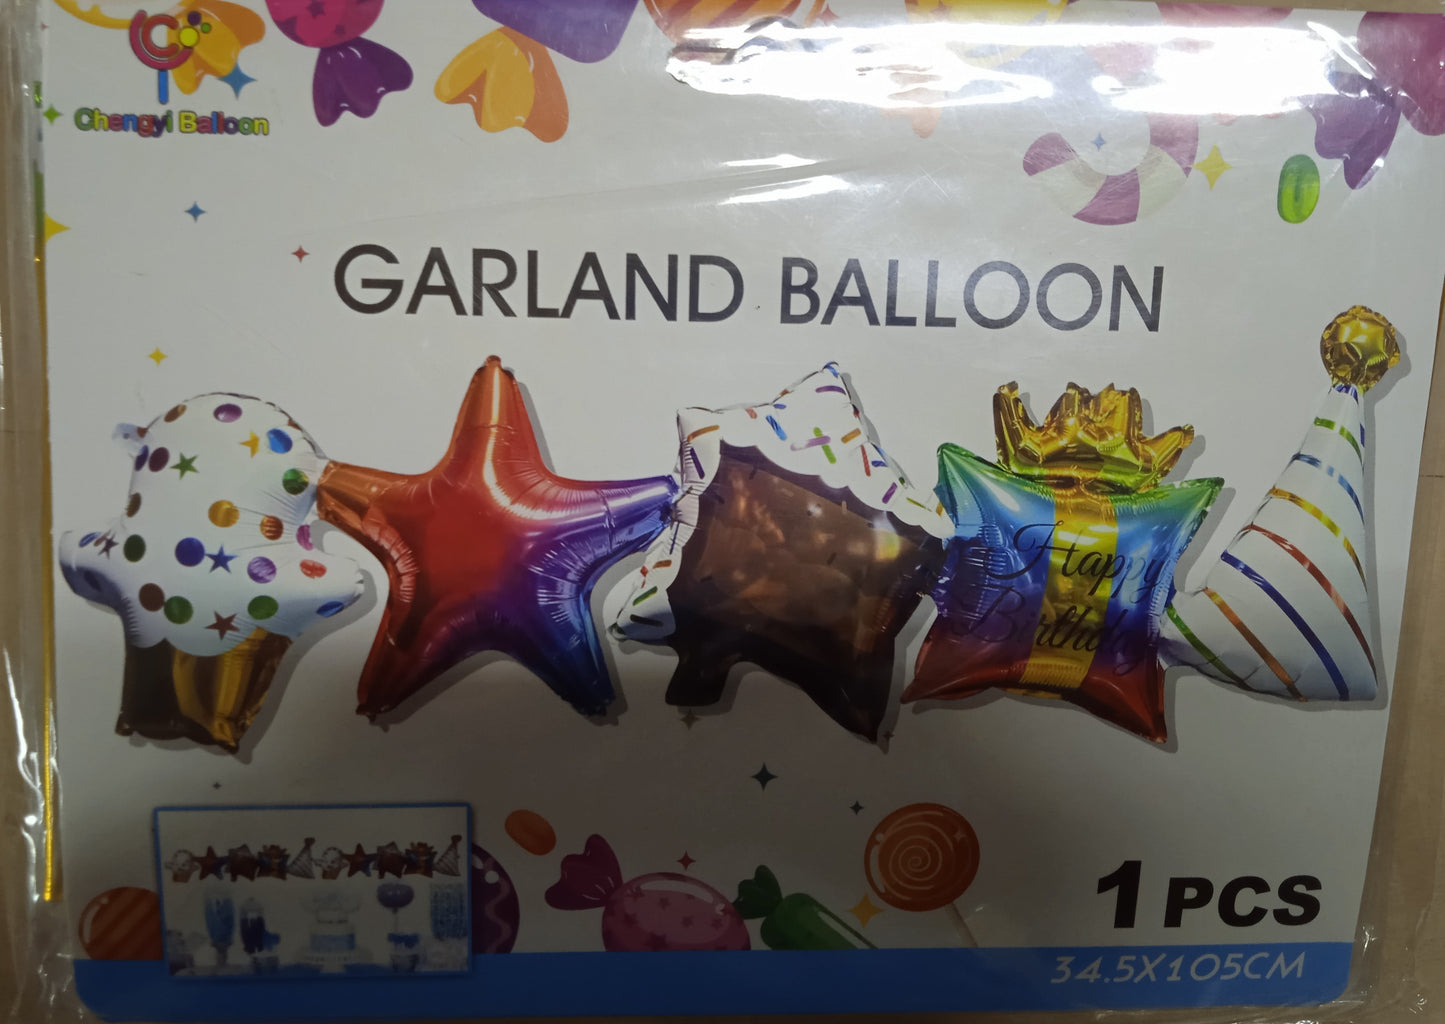 Chengyi Balloon
GARLAND BALLOON
Happy
Birthday
1 PCS
34.5X105CM